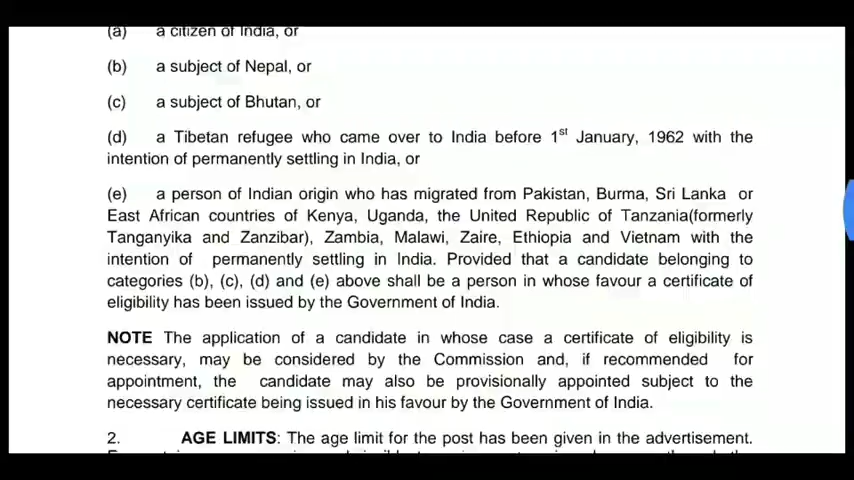 (a) a citizen of India, or
(b) a subject of Nepal, or
(c) a subject of Bhutan, or
(d) a Tibetan refugee who came over to India before 1st January, 1962 with the
intention of permanently settling in India, or
(e) a person of Indian origin who has migrated from Pakistan, Burma, Sri Lanka or
East African countries of Kenya, Uganda, the United Republic of Tanzania(formerly
Tanganyika and Zanzibar), Zambia, Malawi, Zaire, Ethiopia and Vietnam with the
intention of permanently settling in India. Provided that a candidate belonging to
categories (b), (c), (d) and (e) above shall be a person in whose favour a certificate of
eligibility has been issued by the Government of India.
NOTE The application of a candidate in whose case a certificate of eligibility is
necessary, may be considered by the Commission and, if recommended for
appointment, the candidate may also be provisionally appointed subject to the
necessary certificate being issued in his favour by the Government of India.
2. AGE LIMITS: The age limit for the post has been given in the advertisement.